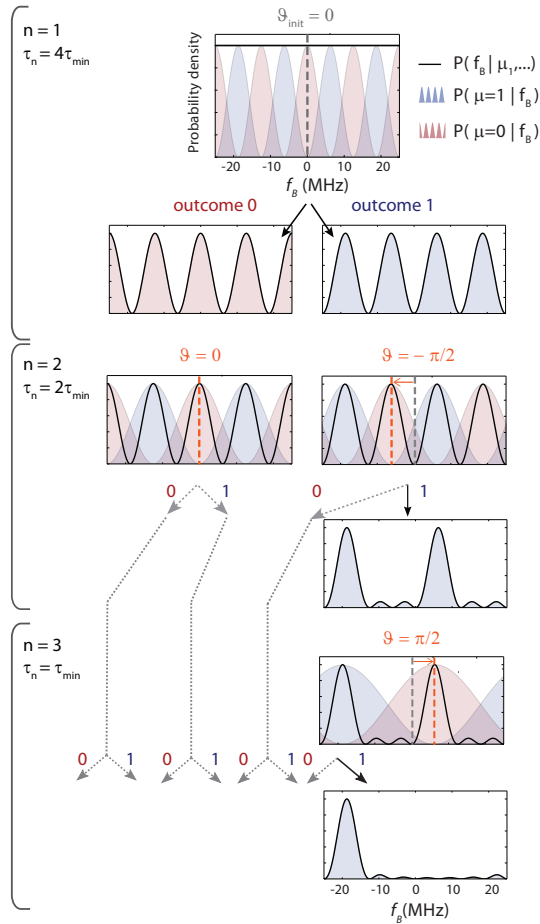 n = 1
τn = 4τmin
ϑinit = 0
Probability density
-20 -10 0 10 20
fB (MHz)
P( fB | μ1,...)
P( μ=1 | fB)
P( μ=0 | fB)
outcome 0
outcome 1
n = 2
τn = 2τmin
ϑ = 0
ϑ = − π/2
0 1 0 1
n = 3
τn = τmin
ϑ = π/2
0 1 0 1 0 1 0 1
-20 -10 0 10 20
fB(MHz)